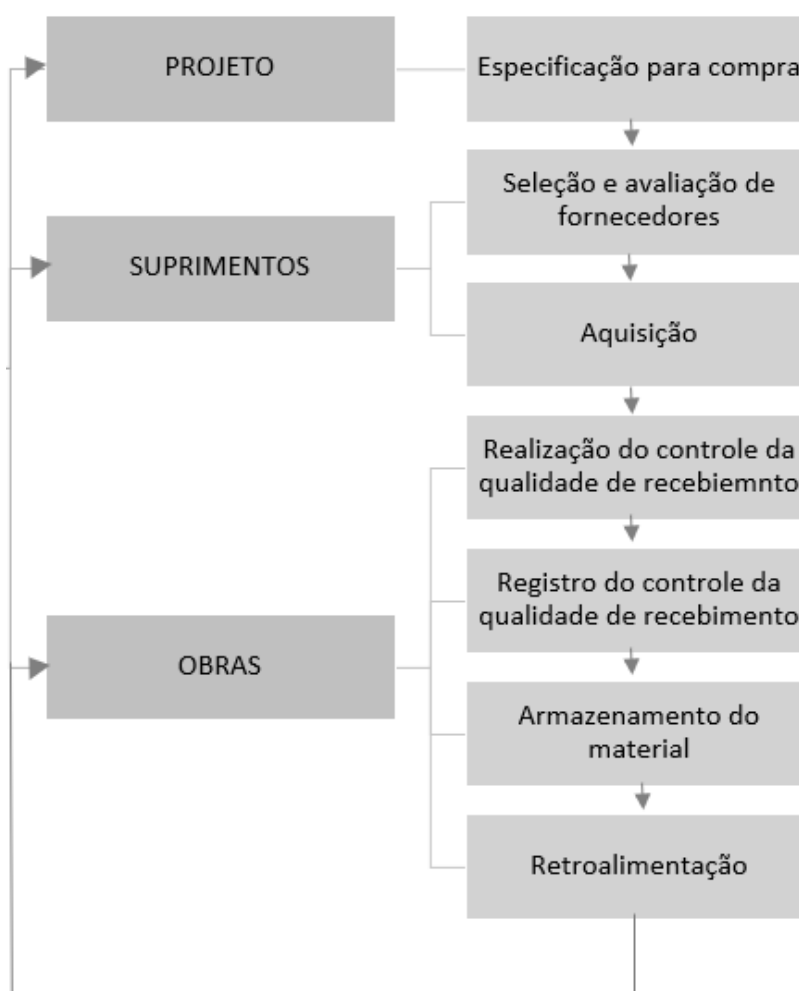 PROJETO
Especificação para compra
Seleção e avaliação de
fornecedores
SUPRIMENTOS
Aquisição
Realização do controle da
qualidade de recebiemnto
Registro do controle da
qualidade de recebimento
OBRAS
Armazenamento do
material
Retroalimentação